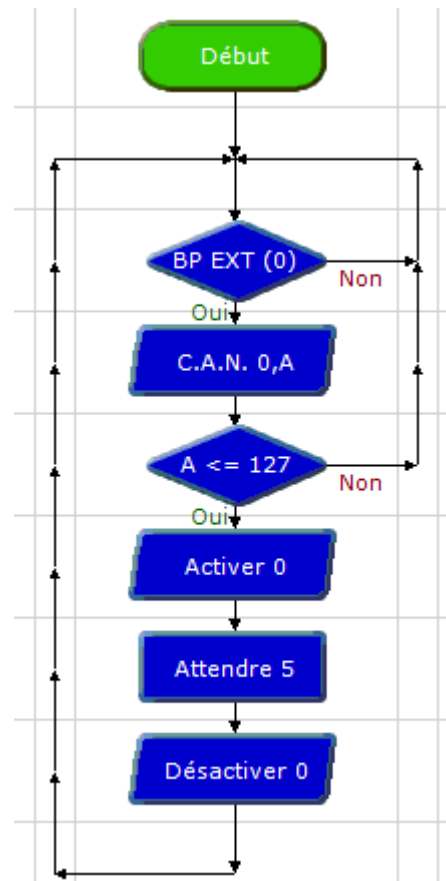 Début
BP EXT (0)
Non
Oui
C.A.N. 0,A
A <= 127
Non
Oui
Activer 0
Attendre 5
Désactiver 0